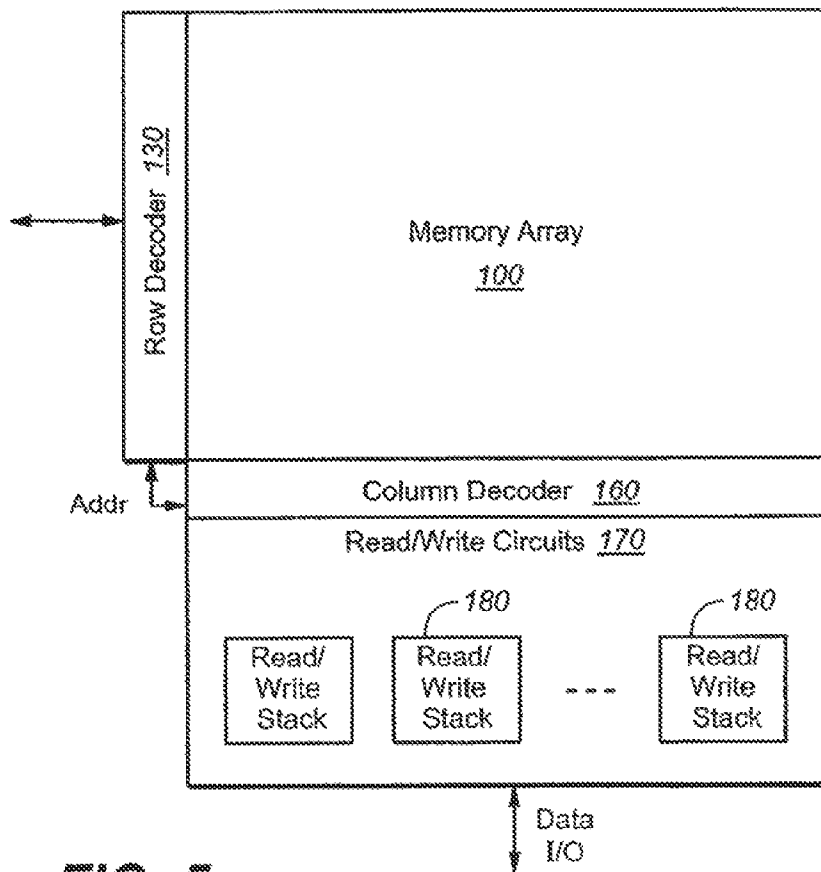 Row Decoder 130
Memory Array
100
Addr
Column Decoder 160
Read/Write Circuits 170
180
180
Read/
Write
Stack
Read/
Write
Stack
---
Read/
Write
Stack
Data
I/O
FIG.